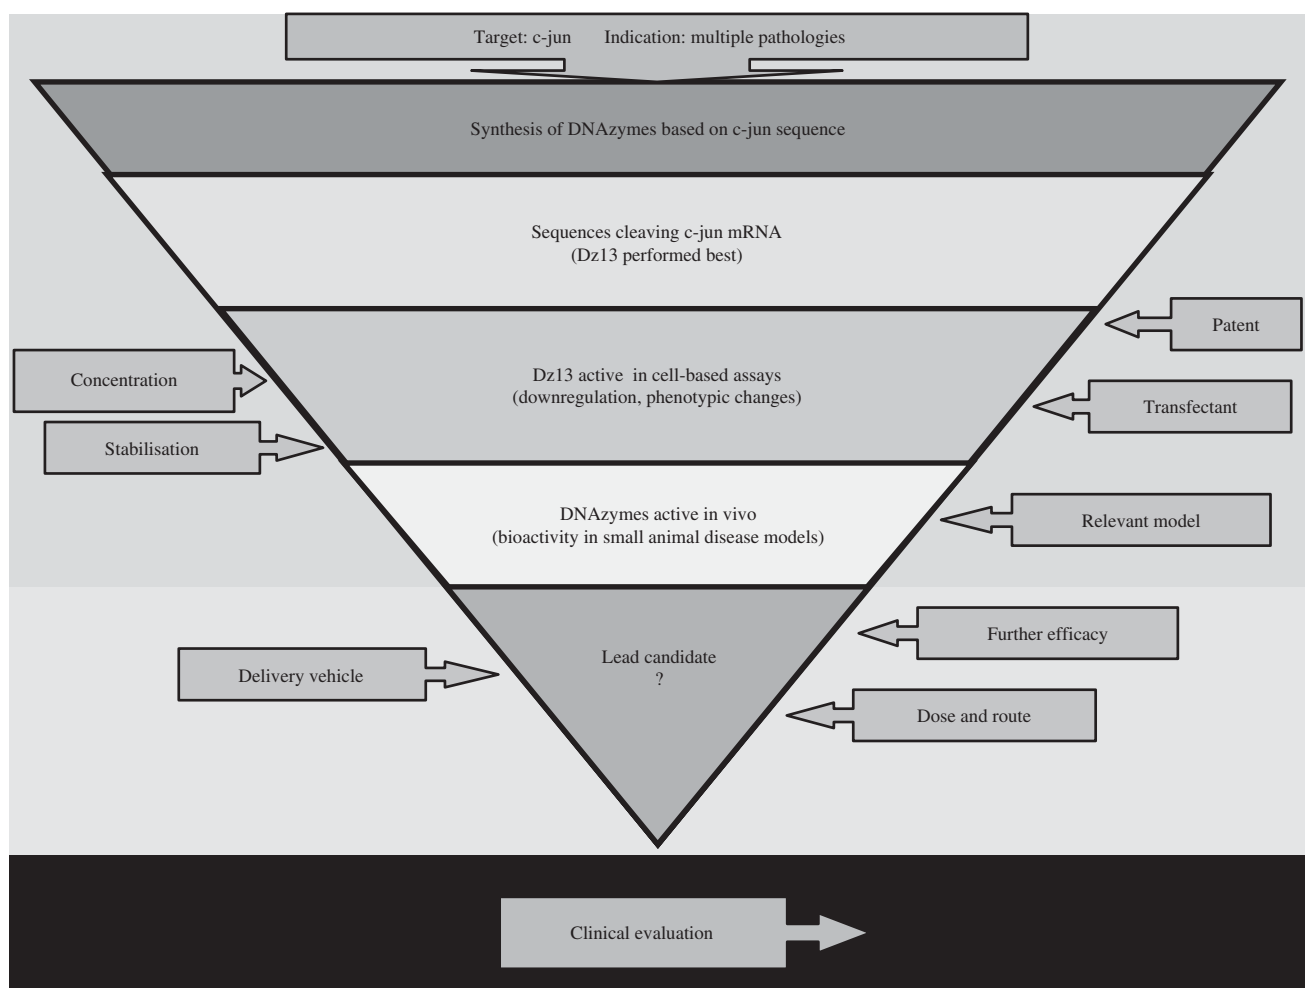 Target: c-jun Indication: multiple pathologies
Synthesis of DNAzymes based on c-jun sequence
Sequences cleaving c-jun mRNA
(Dz13 performed best)
Patent
Concentration
Dz13 active in cell-based assays
(downregulation, phenotypic changes)
Transfectant
Stabilisation
DNAzymes active in vivo
(bioactivity in small animal disease models)
Relevant model
Further efficacy
Delivery vehicle
Lead candidate
?
Dose and route
Clinical evaluation